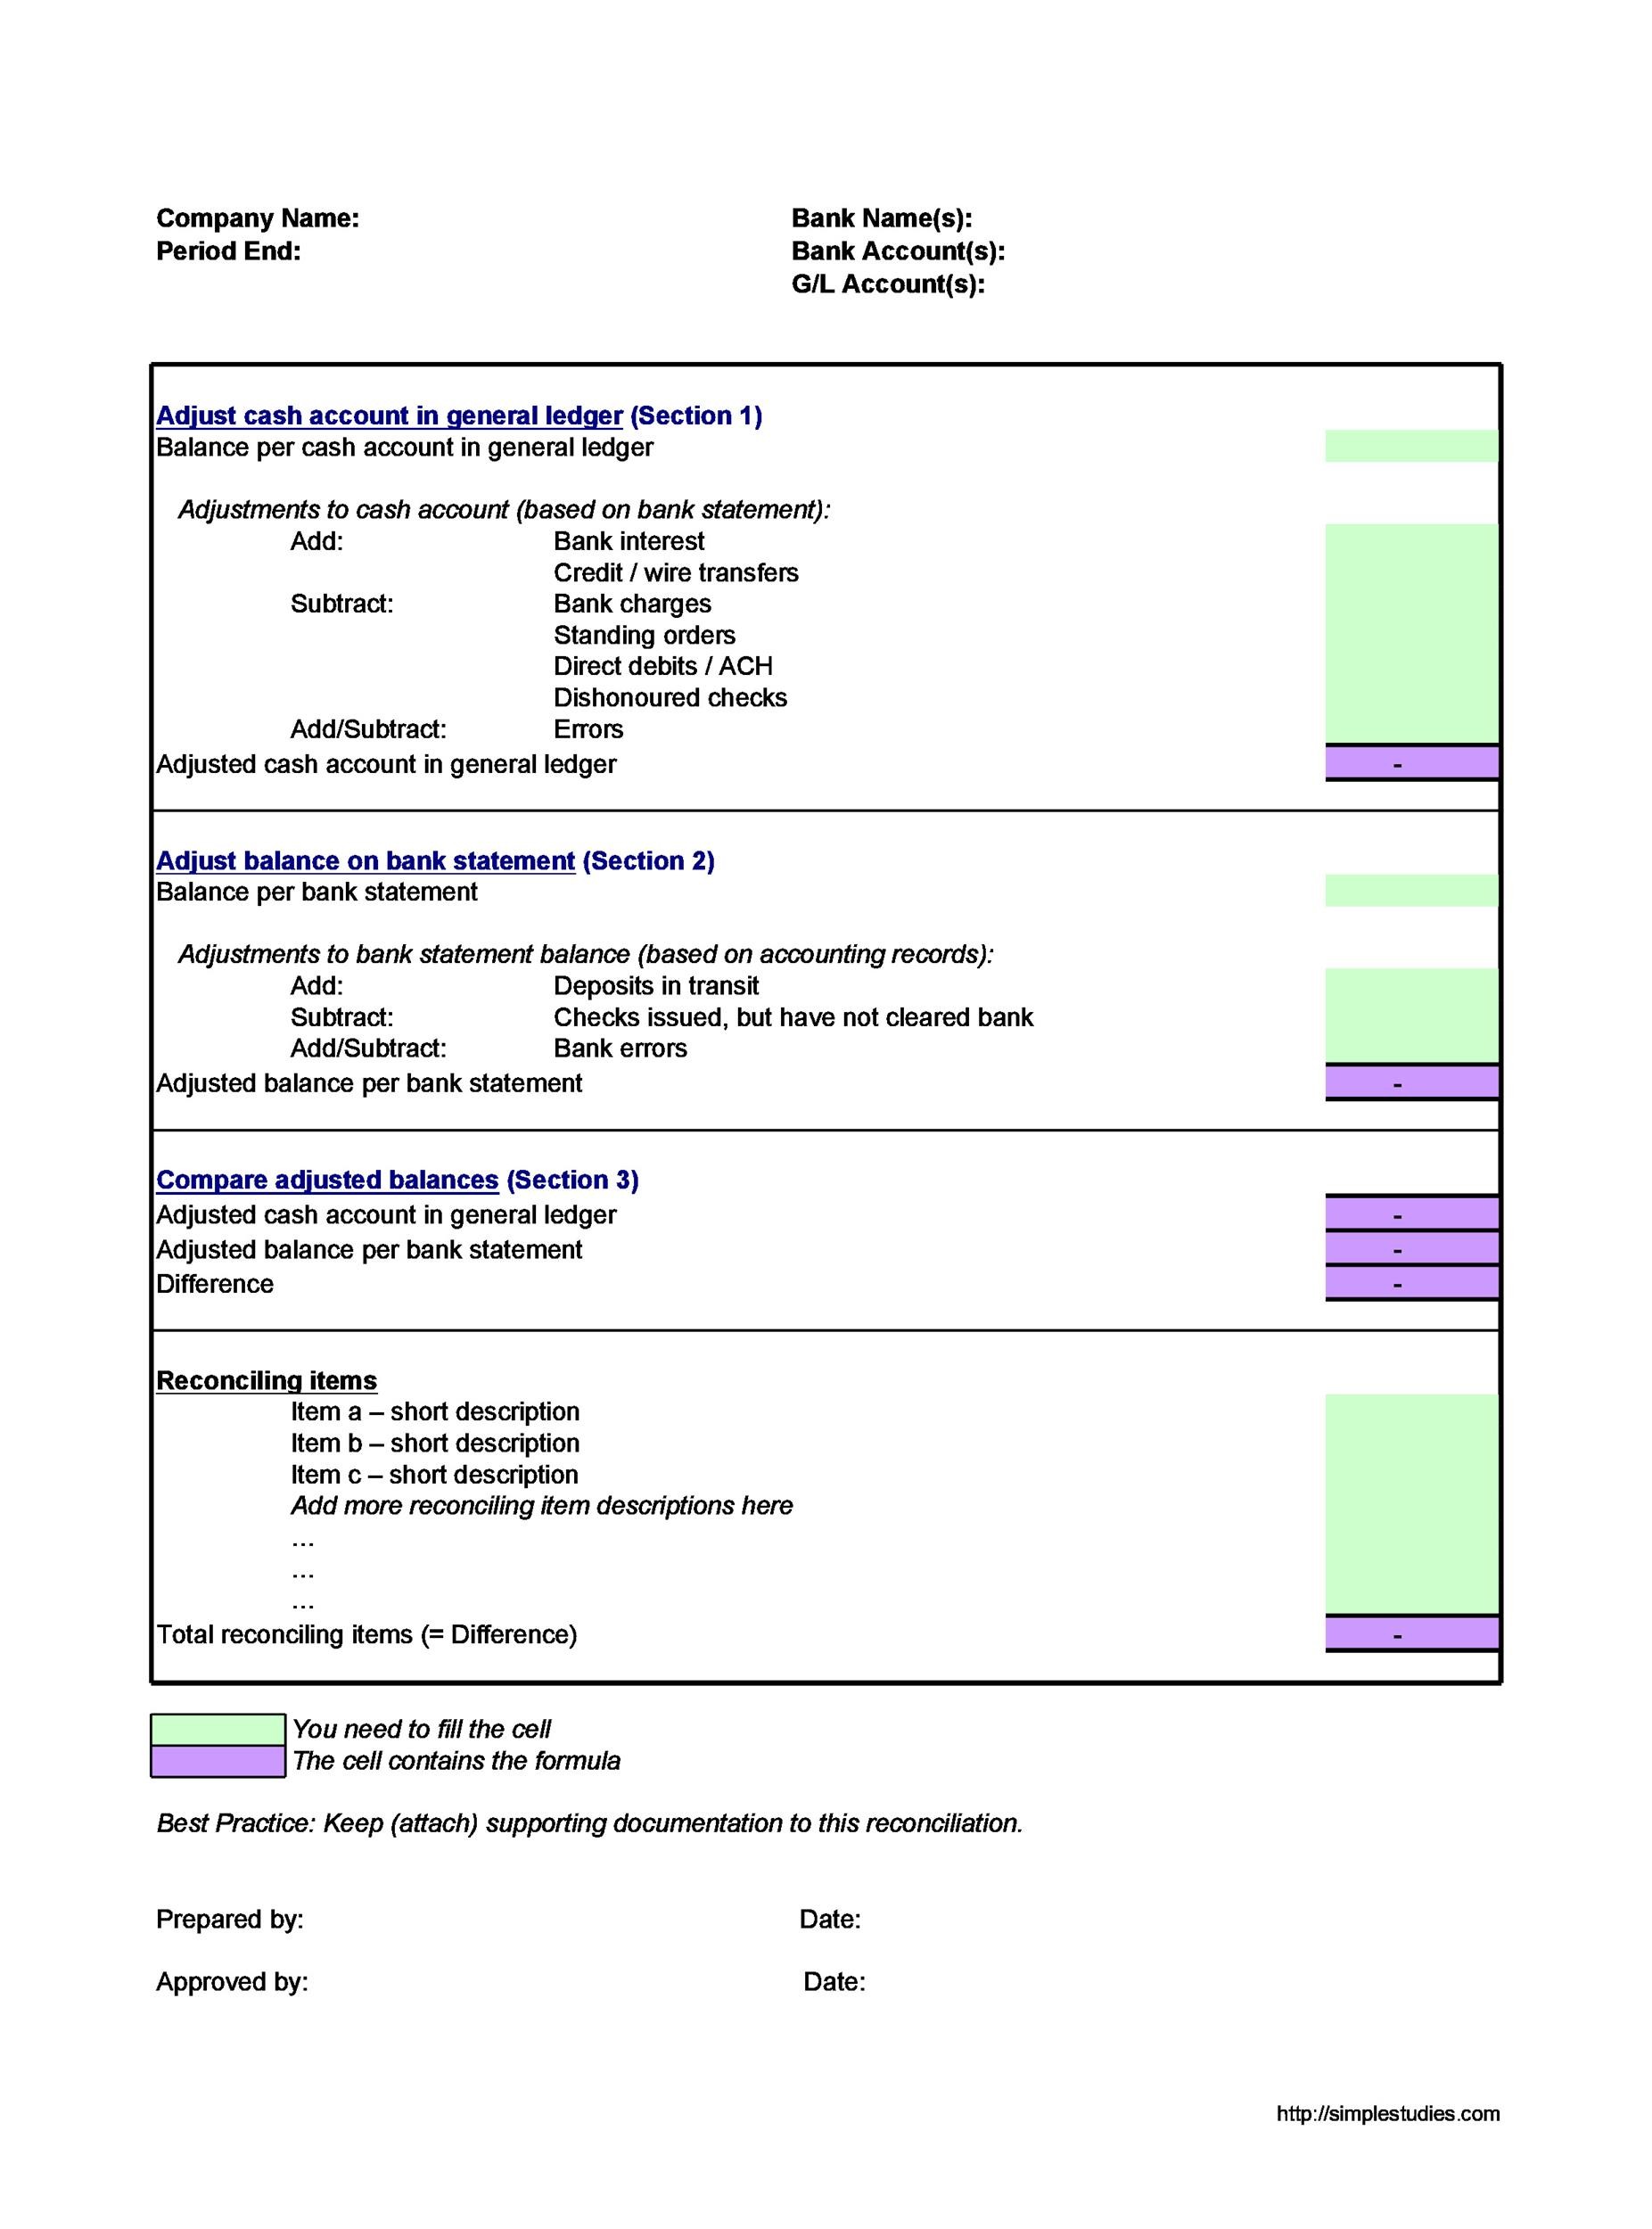 Company Name: Bank Name(s):
Period End: Bank Account(s):
G/L Account(s):
Adjust cash account in general ledger (Section 1)
Balance per cash account in general ledger
Adjustments to cash account (based on bank statement):
Add: Bank interest
Credit / wire transfers
Subtract: Bank charges
Standing orders
Direct debits / ACH
Dishonoured checks
Add/Subtract: Errors
Adjusted cash account in general ledger -
Adjust balance on bank statement (Section 2)
Balance per bank statement
Adjustments to bank statement balance (based on accounting records):
Add: Deposits in transit
Subtract: Checks issued, but have not cleared bank
Add/Subtract: Bank errors
Adjusted balance per bank statement -
Compare adjusted balances (Section 3)
Adjusted cash account in general ledger -
Adjusted balance per bank statement -
Difference -
Reconciling items
Item a – short description
Item b – short description
Item c – short description
Add more reconciling item descriptions here
...
...
...
Total reconciling items (= Difference) -
You need to fill the cell
The cell contains the formula
Best Practice: Keep (attach) supporting documentation to this reconciliation.
Prepared by: Date:
Approved by: Date:
http://simplestudies.com